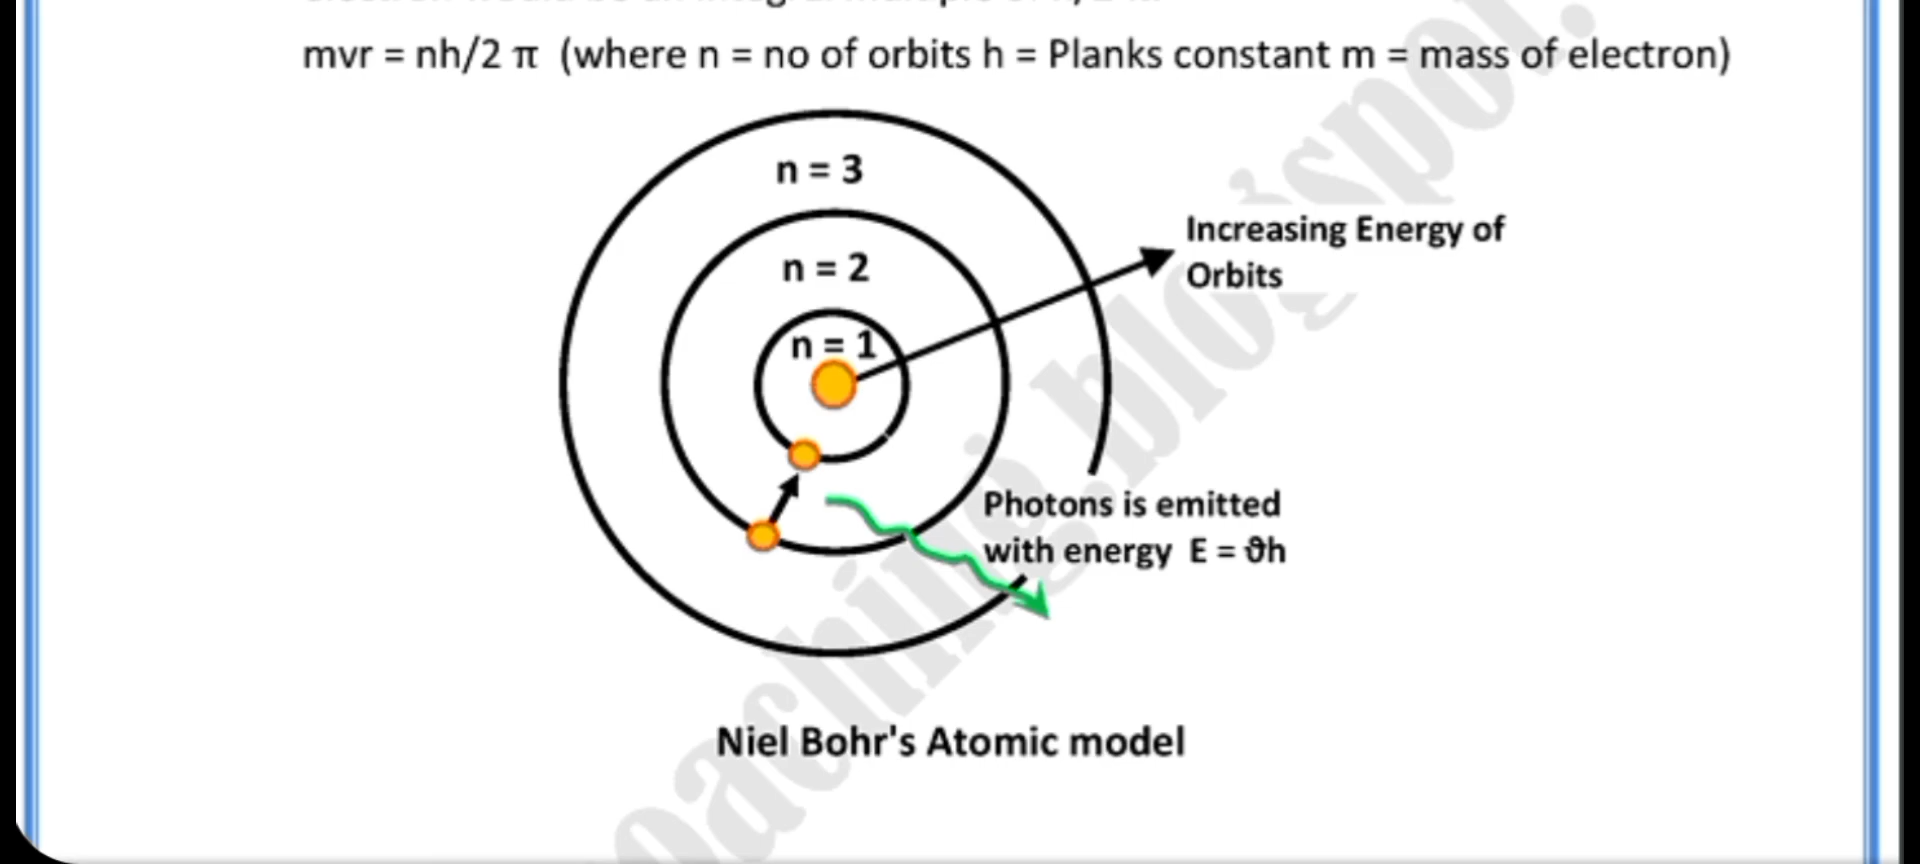 mvr = nh/2 π (where n = no of orbits h = Planks constant m = mass of electron)
n = 3
Increasing Energy of
Orbits
n = 2
n = 1
Photons is emitted
with energy E = ϑh
Niel Bohr's Atomic model